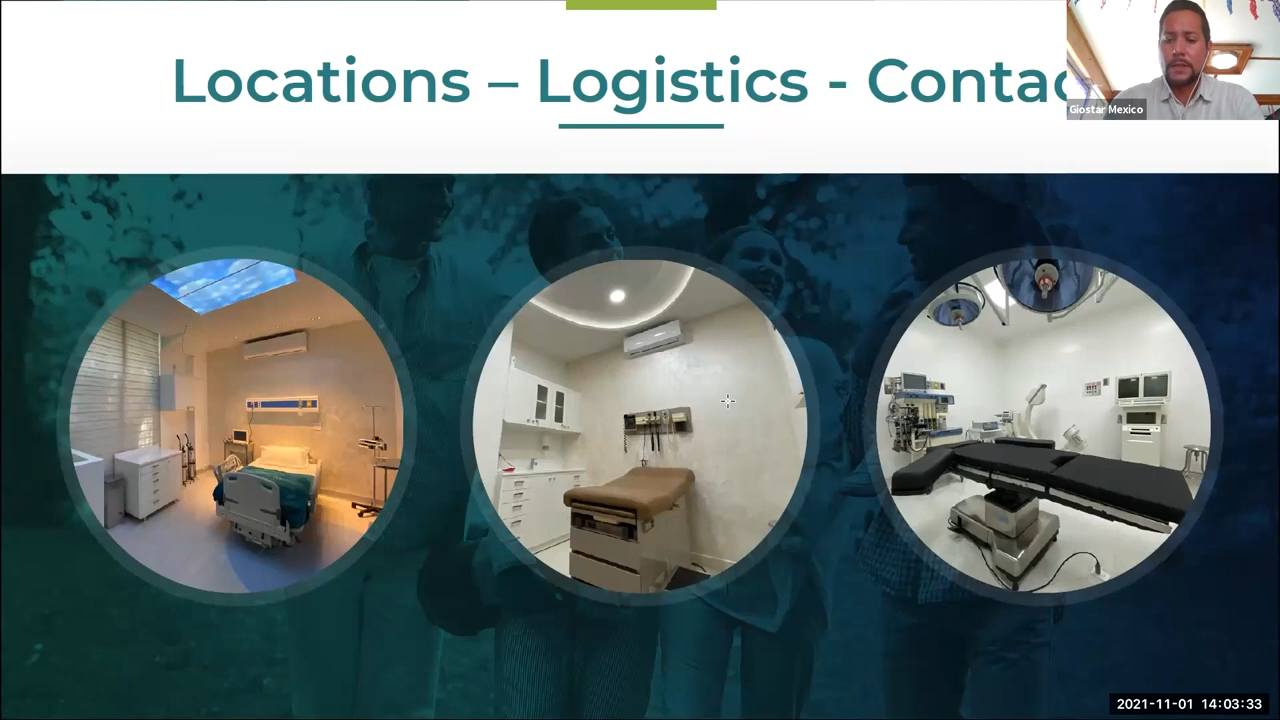 Locations – Logistics - Contac
Giostar Mexico
2021-11-01 14:03:33